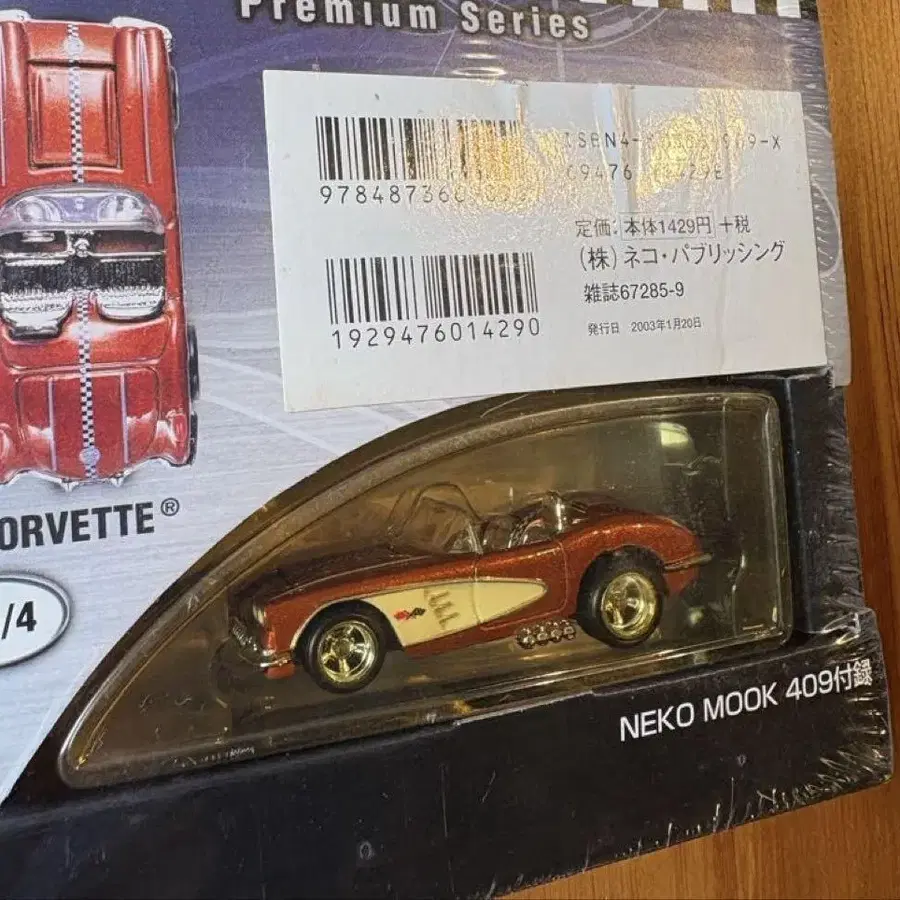 Premium Series
定価: 本体1429円 +税
(株) ネコ・パブリッシング
1929476014290
雑誌67285-9
発行日 2003年1月20日
ORVETTE®
/4
NEKO MOOK 409付録